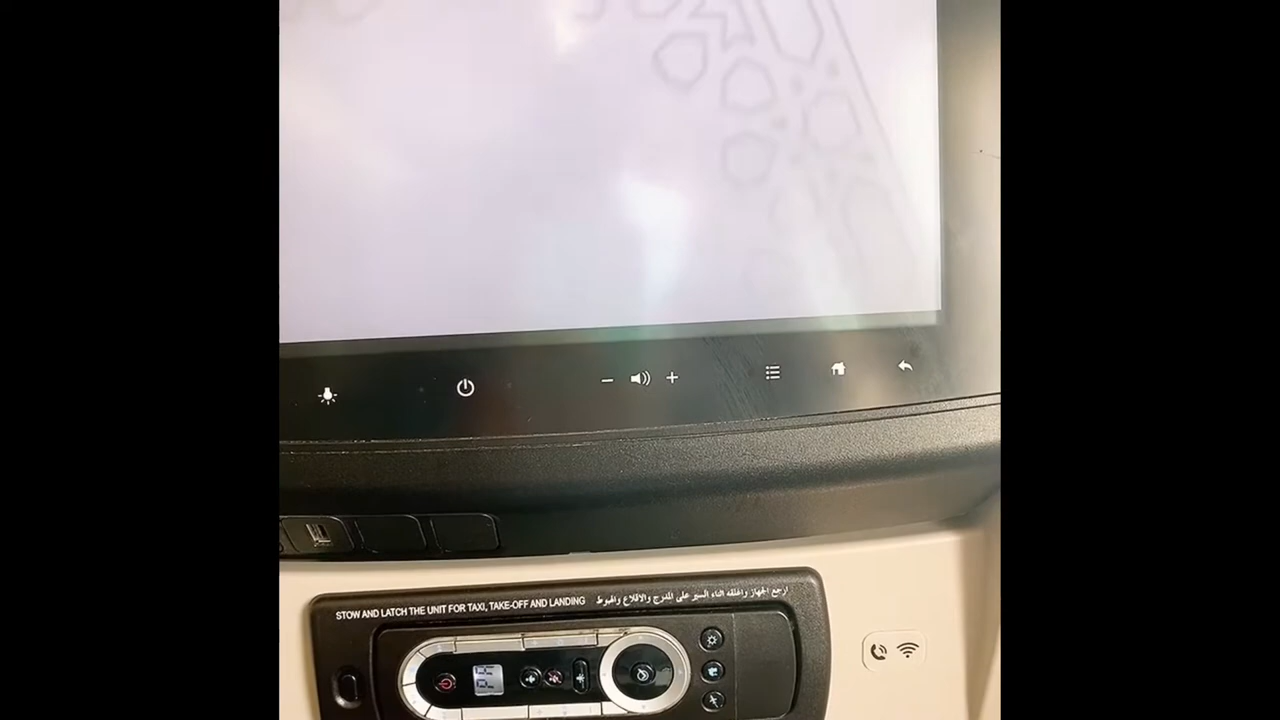 STOW AND LATCH THE UNIT FOR TAXI, TAKE-OFF AND LANDING ارجع الجهاز واغلقه اثناء السير على المدرج والاقلاع والهبوط